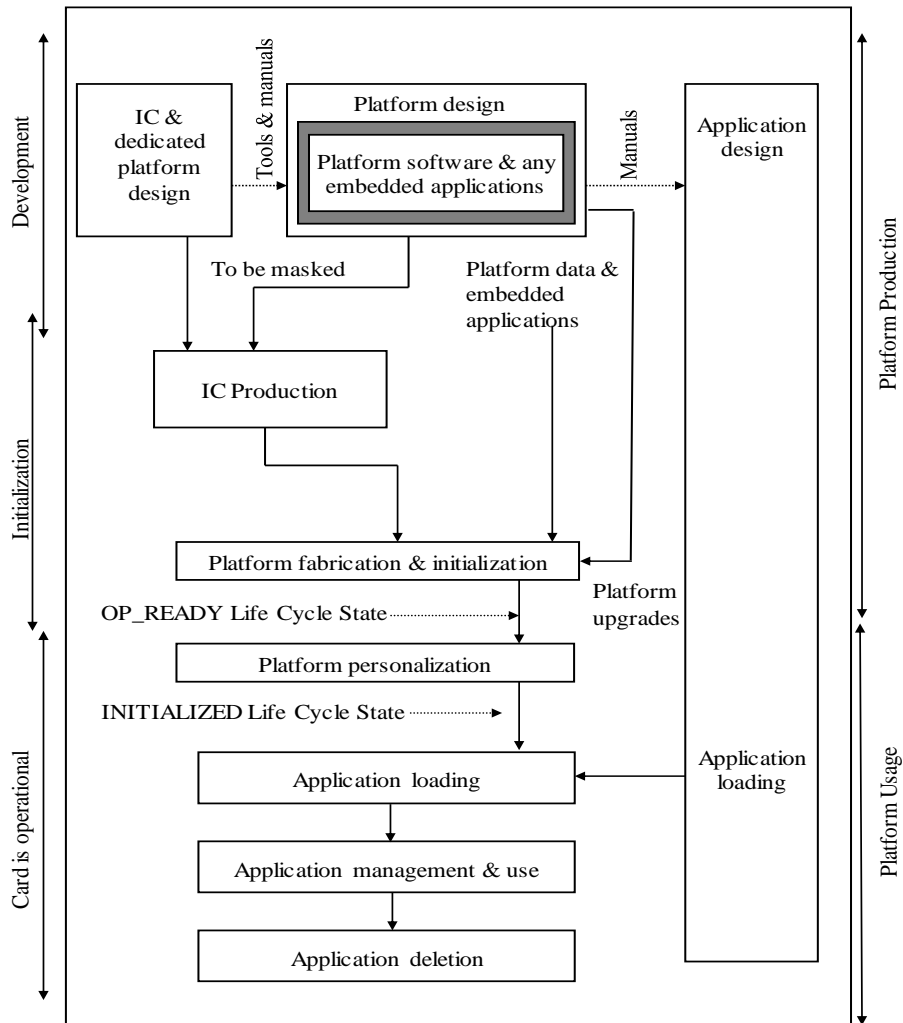 Development
Initialization
Card is operational
IC &
dedicated
platform
design
Tools & manuals
Platform design
Platform software & any
embedded applications
Manuals
Application
design
To be masked
Platform data &
embedded
applications
IC Production
Platform fabrication & initialization
OP_READY Life Cycle State
Platform
upgrades
Platform personalization
INITIALIZED Life Cycle State
Application loading
Application
loading
Application management & use
Application deletion
Platform Production
Platform Usage